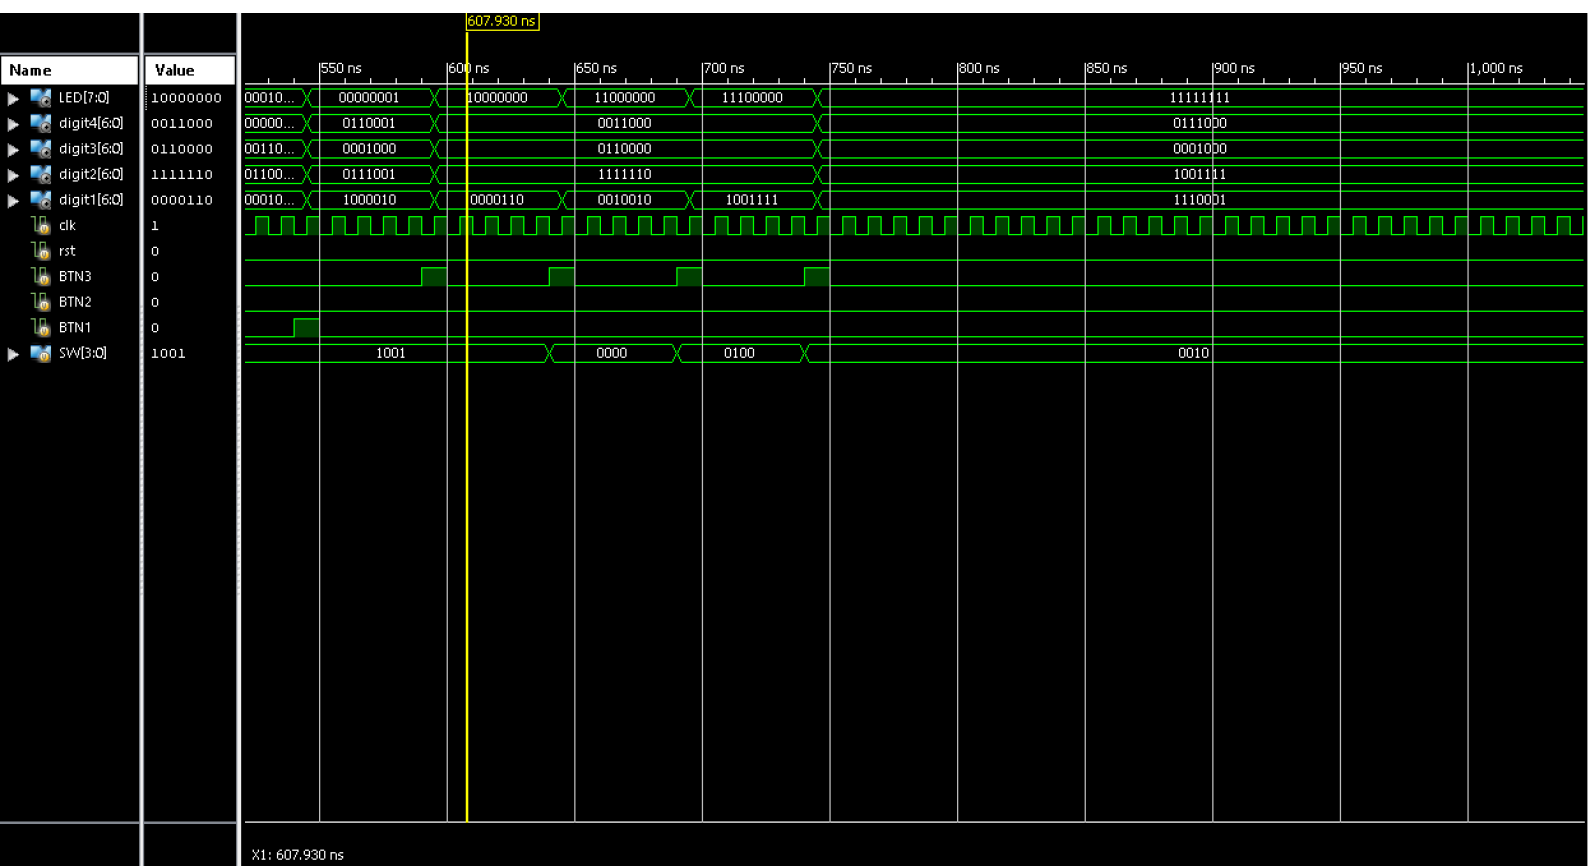 607.930 ns
Name Value 550 ns 600 ns 650 ns 700 ns 750 ns 800 ns 850 ns 900 ns 950 ns 1,000 ns
LED[7:0] 10000000 00010... 00000001 10000000 11000000 11100000 11111111
digit4[6:0] 0011000 00000... 0110001 0011000 0111000
digit3[6:0] 0110000 00110... 0001000 0110000 0001000
digit2[6:0] 1111110 01100... 0111001 1111110 1001111
digit1[6:0] 0000110 00010... 1000010 0000110 0010010 1001111 1110001
clk 1
rst 0
BTN3 0
BTN2 0
BTN1 0
SW[3:0] 1001 1001 0000 0100 0010
X1: 607.930 ns